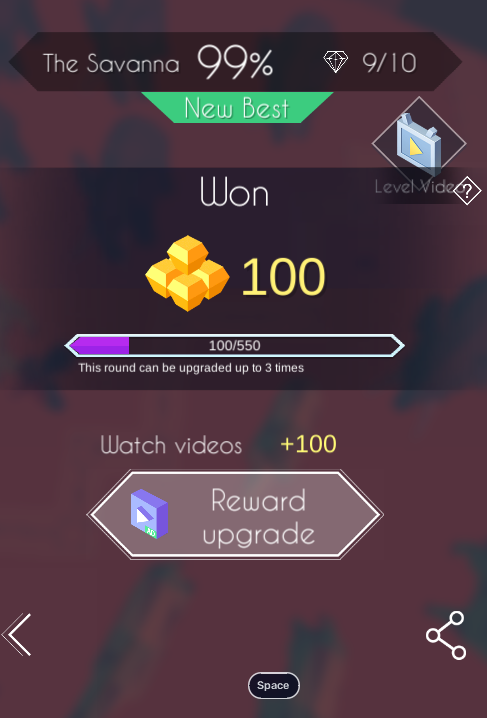 The Savanna 99% 9/10
New Best
Level Video ?
Won
100
100/550
This round can be upgraded up to 3 times
Watch videos +100
Reward
upgrade
AD
Space